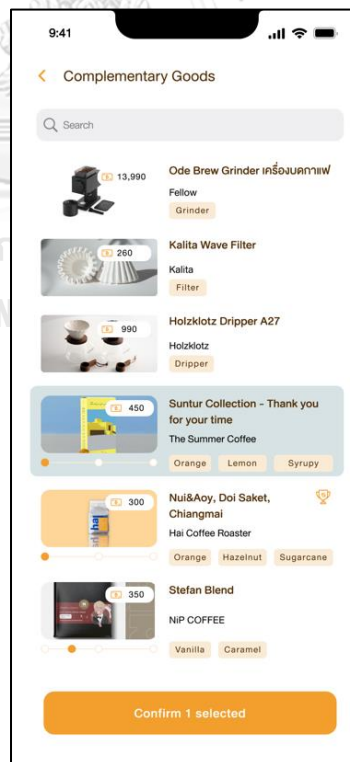 9:41
Complementary Goods
Search
13,990
Ode Brew Grinder เครื่องบดกาแฟ
Fellow
Grinder
260
Kalita Wave Filter
Kalita
Filter
990
Holzklotz Dripper A27
Holzklotz
Dripper
450
Suntur Collection - Thank you
for your time
The Summer Coffee
Orange Lemon Syrupy
300
Nui&Aoy, Doi Saket,
Chiangmai
Hai Coffee Roaster
Orange Hazelnut Sugarcane
350
Stefan Blend
NiP COFFEE
Vanilla Caramel
Confirm 1 selected